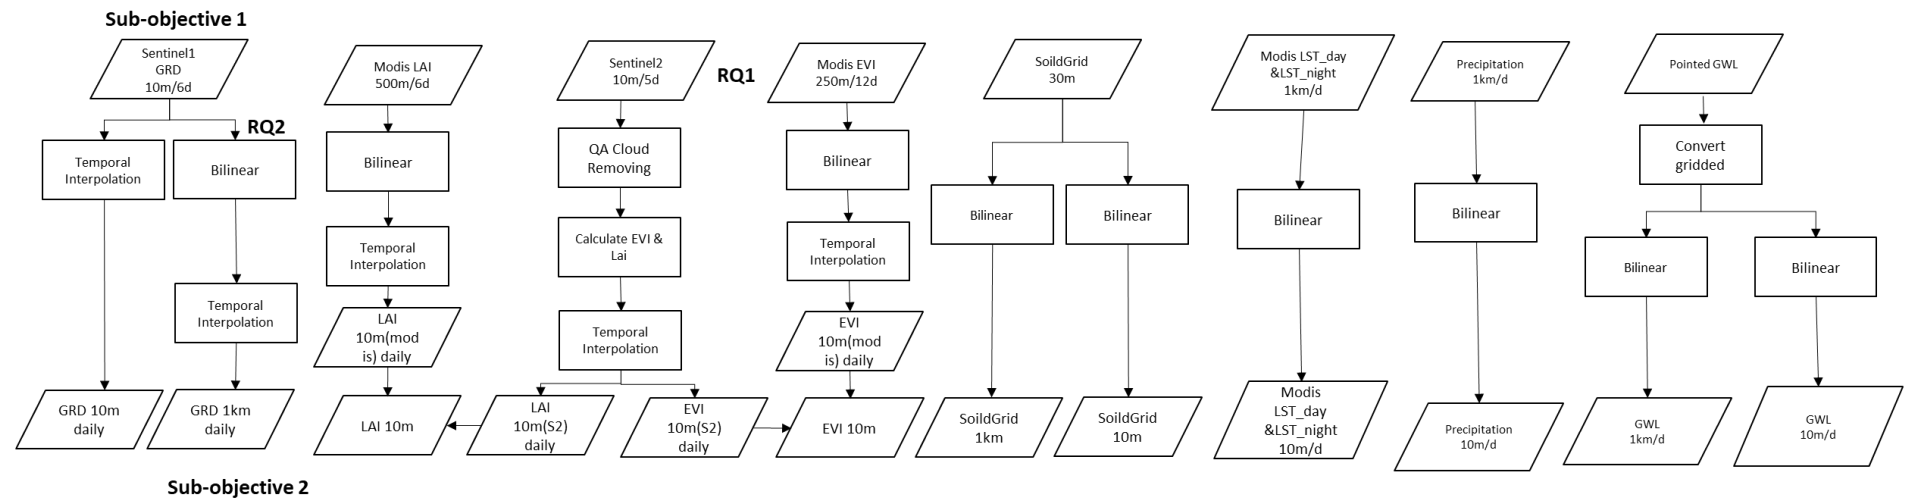 Sub-objective 1
Sentinel1
GRD
10m/6d
Modis LAI
500m/6d
Sentinel2
10m/5d
RQ1
Modis EVI
250m/12d
SoildGrid
30m
Modis LST_day
&LST_night
1km/d
Precipitation
1km/d
Pointed GWL
RQ2
Temporal
Interpolation
Bilinear
Bilinear
QA Cloud
Removing
Bilinear
Convert
gridded
Bilinear
Bilinear
Bilinear
Bilinear
Temporal
Interpolation
Calculate EVI &
Lai
Temporal
Interpolation
Bilinear
Bilinear
Temporal
Interpolation
LAI
10m(mod
is) daily
Temporal
Interpolation
EVI
10m(mod
is) daily
GRD 10m
daily
GRD 1km
daily
LAI 10m
LAI
10m(S2)
daily
EVI
10m(S2)
daily
EVI 10m
SoildGrid
1km
SoildGrid
10m
Modis
LST_day
&LST_night
10m/d
Precipitation
10m/d
GWL
1km/d
GWL
10m/d
Sub-objective 2